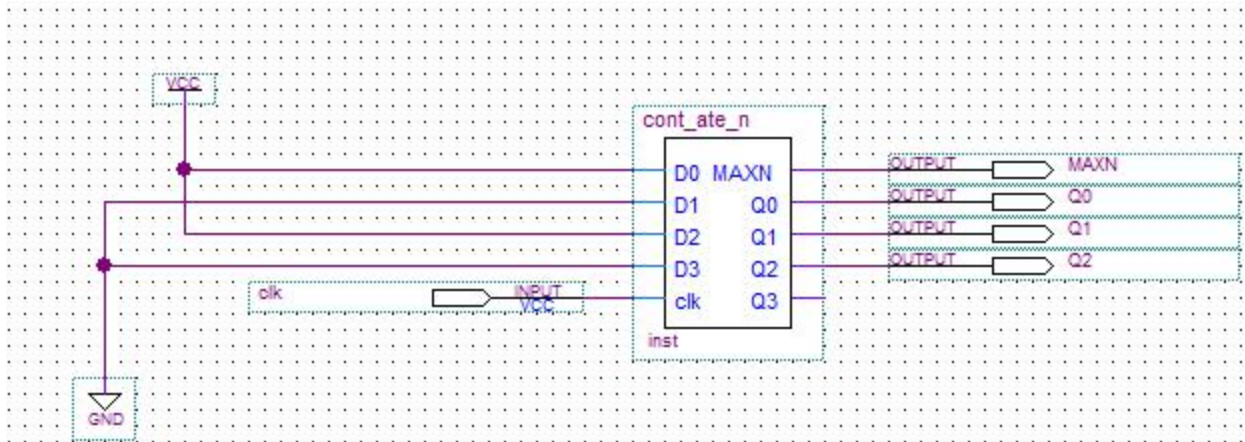 VCC
cont_ate_n
D0 MAXN OUTPUT MAXN
D1 Q0 OUTPUT Q0
D2 Q1 OUTPUT Q1
D3 Q2 OUTPUT Q2
clk INPUT VCC clk Q3
inst
GND